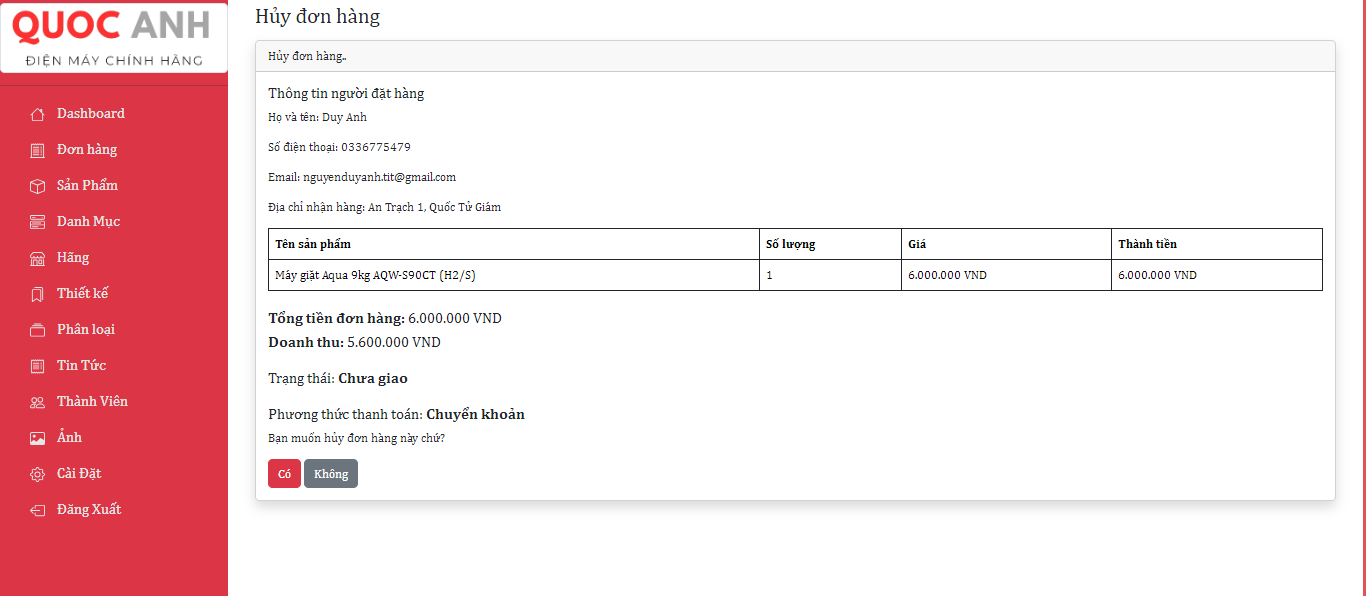 QUOC ANH
ĐIỆN MÁY CHÍNH HÃNG
Dashboard
Đơn hàng
Sản Phẩm
Danh Mục
Hãng
Thiết kế
Phân loại
Tin Tức
Thành Viên
Ảnh
Cài Đặt
Đăng Xuất
Hủy đơn hàng
Hủy đơn hàng..
Thông tin người đặt hàng
Họ và tên: Duy Anh
Số điện thoại: 0336775479
Email: nguyenduyanh.tit@gmail.com
Địa chỉ nhận hàng: An Trạch 1, Quốc Tử Giám
Tên sản phẩm Số lượng Giá Thành tiền
Máy giặt Aqua 9kg AQW-S90CT (H2/S) 1 6.000.000 VND 6.000.000 VND
Tổng tiền đơn hàng: 6.000.000 VND
Doanh thu: 5.600.000 VND
Trạng thái: Chưa giao
Phương thức thanh toán: Chuyển khoản
Bạn muốn hủy đơn hàng này chứ?
Có Không